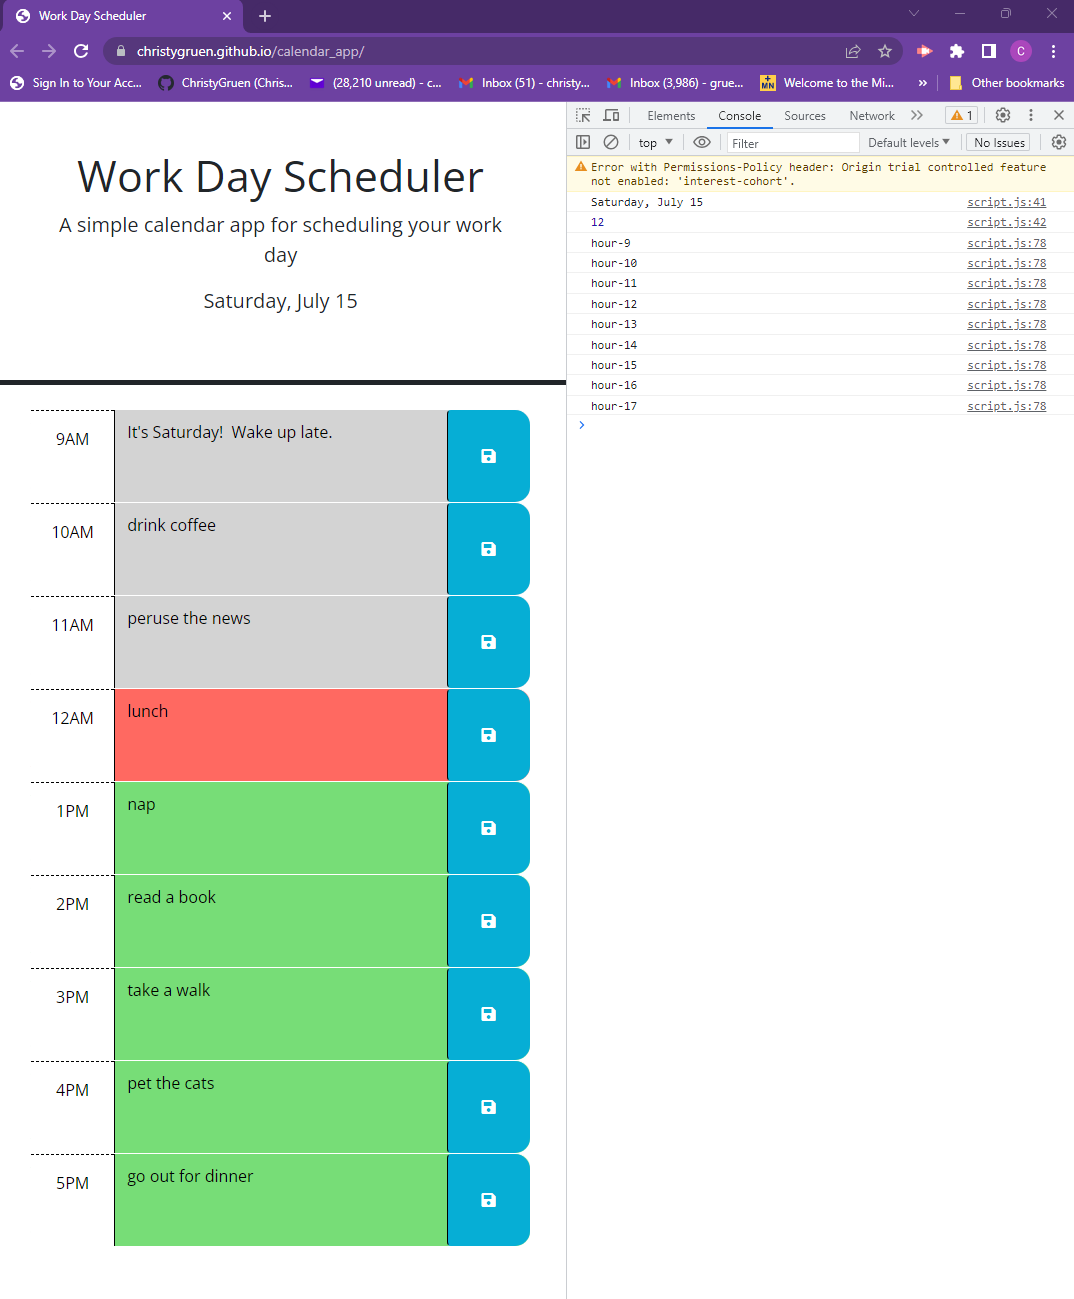 Work Day Scheduler
christygruen.github.io/calendar_app/
C
Sign In to Your Acc...
ChristyGruen (Chris...
(28,210 unread) - c...
Inbox (51) - christy...
Inbox (3,986) - grue...
Welcome to the Mi...
»
Other bookmarks
Work Day Scheduler
A simple calendar app for scheduling your work
day
Saturday, July 15
9AM It's Saturday!  Wake up late.
10AM drink coffee
11AM peruse the news
12AM lunch
1PM nap
2PM read a book
3PM take a walk
4PM pet the cats
5PM go out for dinner
Elements Console Sources Network 1
top Filter Default levels No Issues
Error with Permissions-Policy header: Origin trial controlled feature
not enabled: 'interest-cohort'.
Saturday, July 15 script.js:41
12 script.js:42
hour-9 script.js:78
hour-10 script.js:78
hour-11 script.js:78
hour-12 script.js:78
hour-13 script.js:78
hour-14 script.js:78
hour-15 script.js:78
hour-16 script.js:78
hour-17 script.js:78